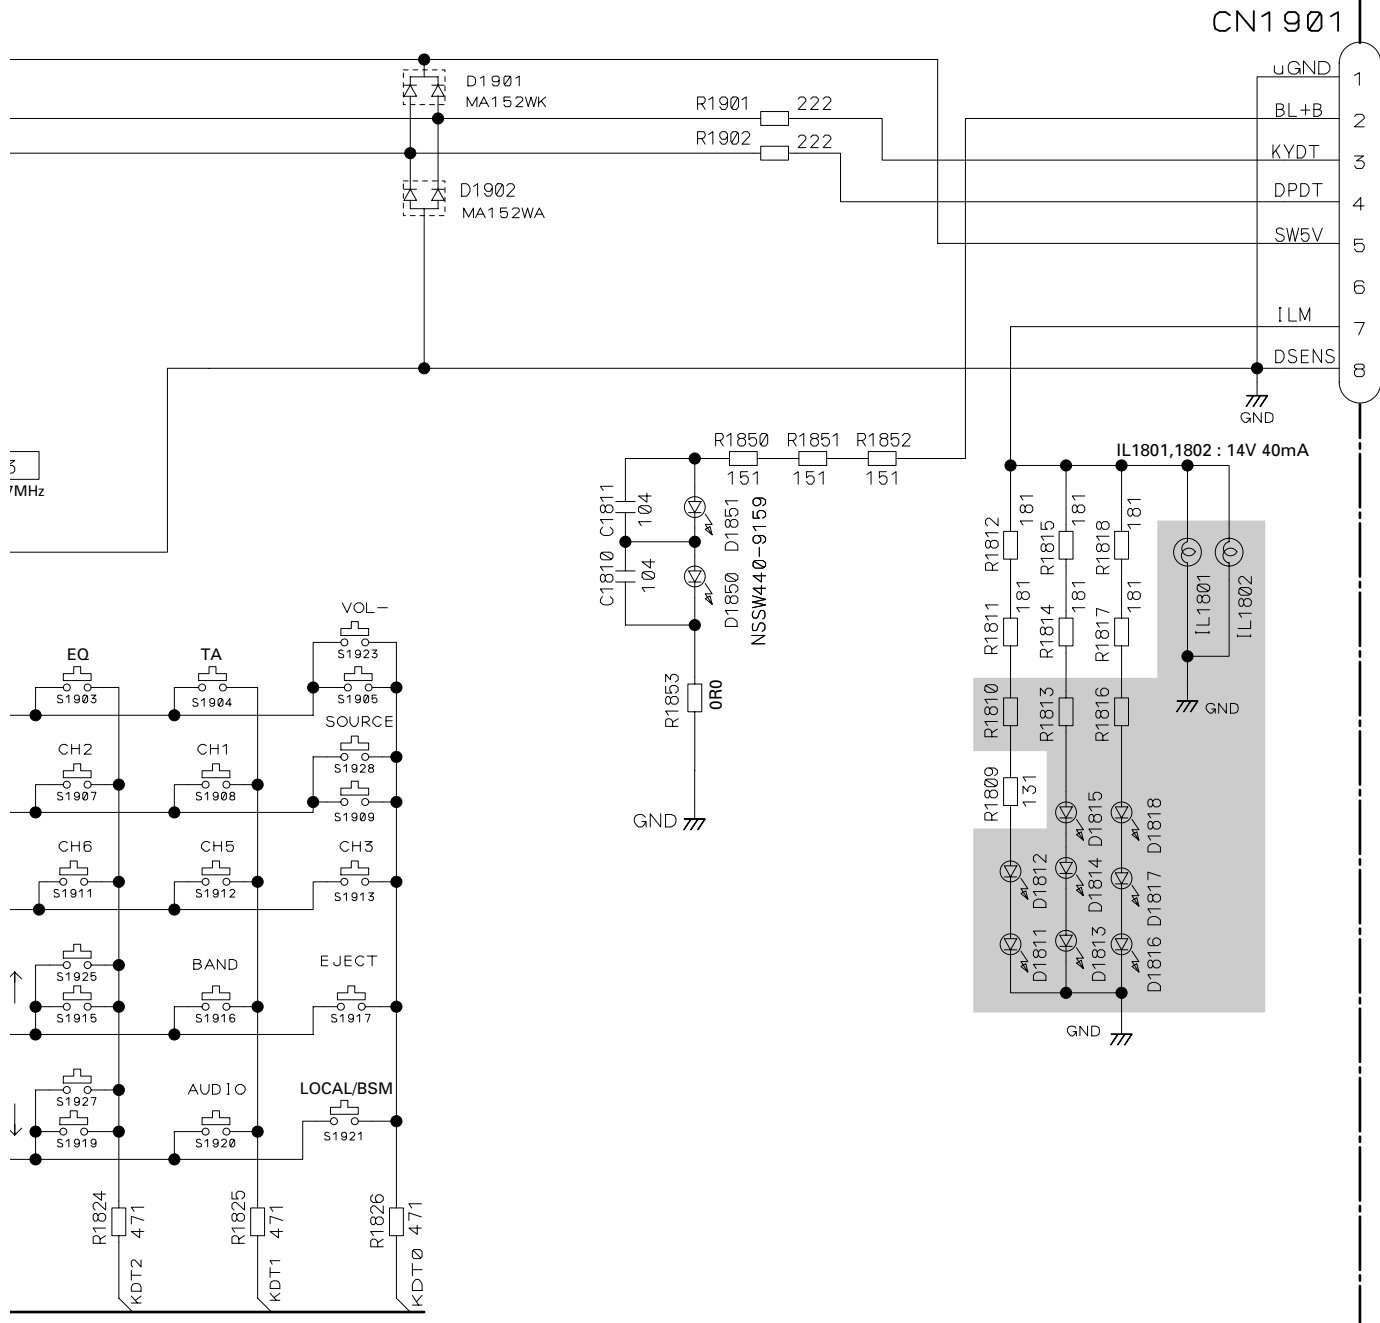 CN1901
uGND
1
D1901
MA152WK
R1901
222
BL+B
2
R1902
222
KYDT
3
D1902
MA152WA
DPDT
4
SW5V
5
6
ILM
7
DSENS
8
GND
R1850
R1851
R1852
151
151
151
IL1801,1802 : 14V 40mA
3
7MHz
C1811
104
D1851
C1810
104
D1850
NSSW440-9159
R1853
0R0
GND
R1812
181
R1815
181
R1818
181
R1811
181
R1814
181
R1817
181
IL1801
IL1802
GND
R1810
R1813
R1816
R1809
131
D1815
D1818
D1812
D1814
D1817
D1811
D1813
D1816
GND
VOL-
S1923
EQ
S1903
TA
S1904
S1905
SOURCE
S1928
CH2
S1907
CH1
S1908
S1909
CH6
S1911
CH5
S1912
CH3
S1913
S1925
BAND
EJECT
S1915
S1916
S1917
S1927
AUDIO
LOCAL/BSM
S1919
S1920
S1921
R1824
471
R1825
471
R1826
471
KDT2
KDT1
KDT0